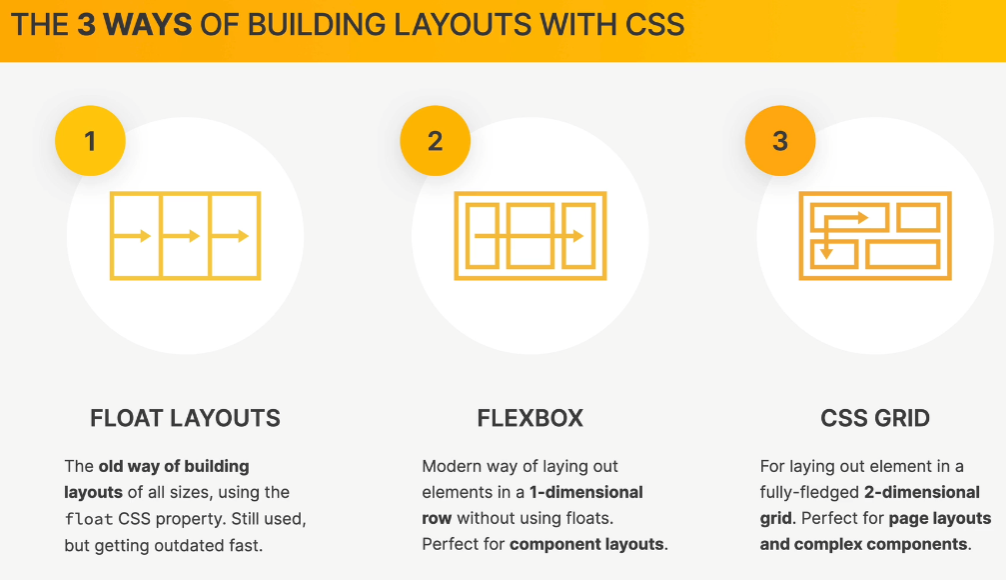 THE 3 WAYS OF BUILDING LAYOUTS WITH CSS
1
2
3
FLOAT LAYOUTS
The old way of building
layouts of all sizes, using the
float CSS property. Still used,
but getting outdated fast.
FLEXBOX
Modern way of laying out
elements in a 1-dimensional
row without using floats.
Perfect for component layouts.
CSS GRID
For laying out element in a
fully-fledged 2-dimensional
grid. Perfect for page layouts
and complex components.